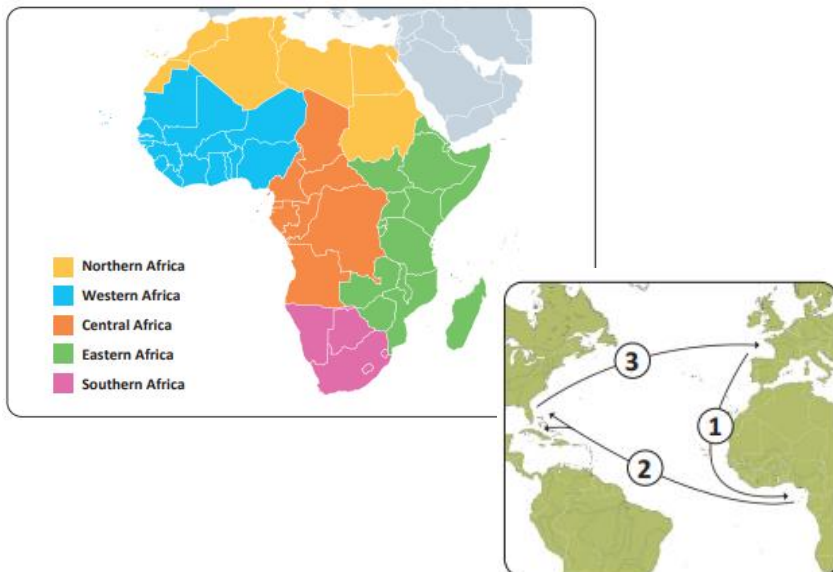 Northern Africa
Western Africa
Central Africa
Eastern Africa
Southern Africa
3
1
2